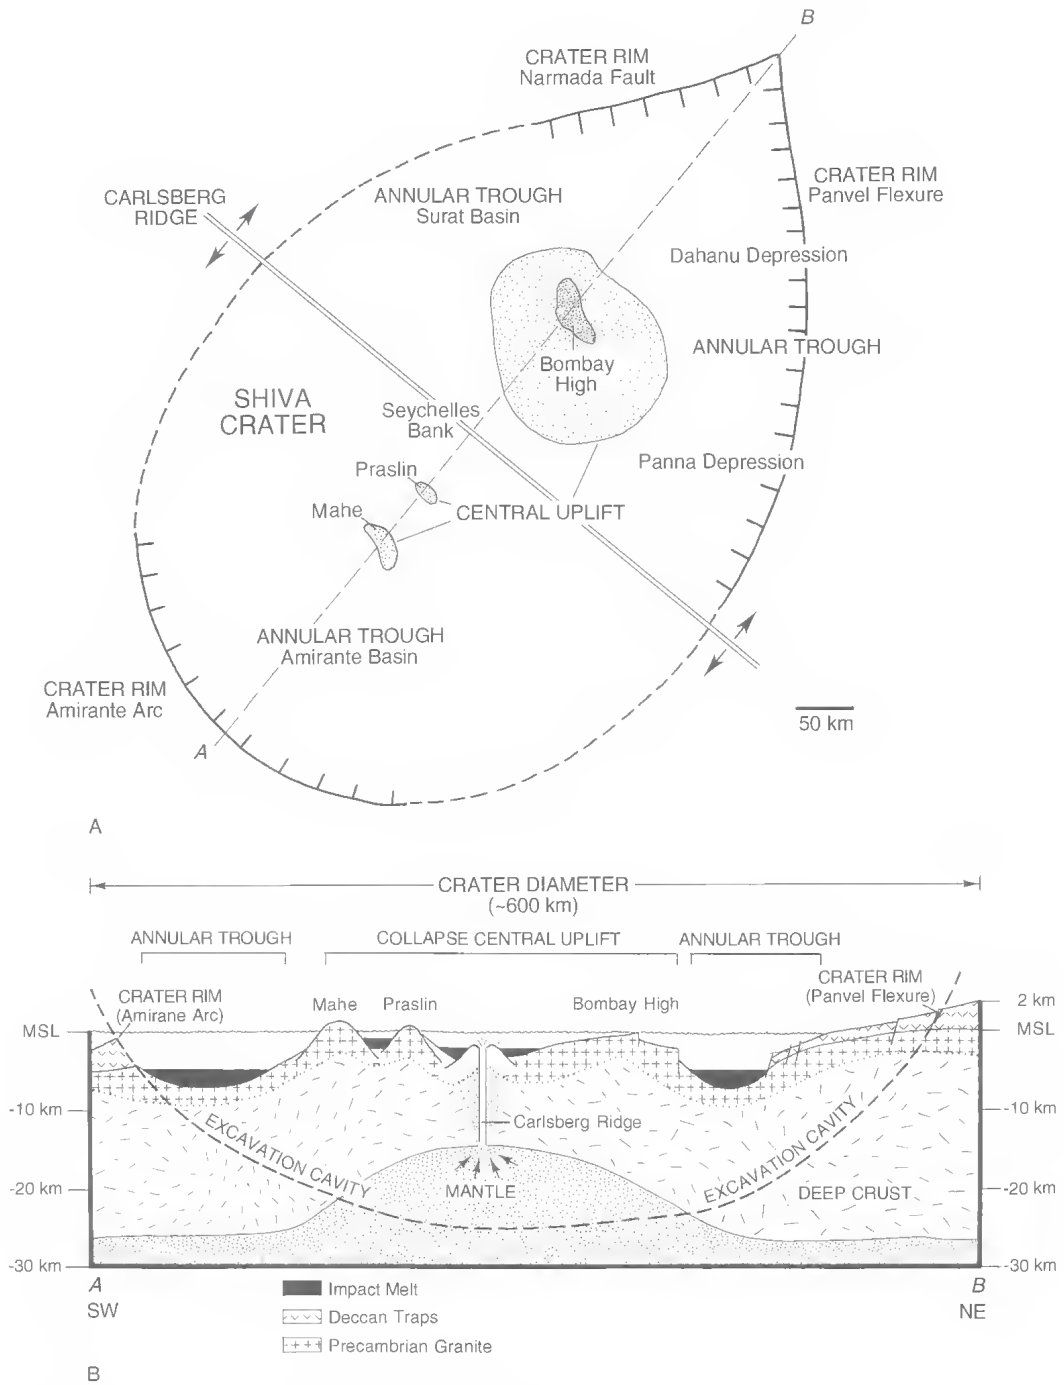 B
CRATER RIM
Narmada Fault
CRATER RIM
Panvel Flexure
ANNULAR TROUGH
Surat Basin
CARLSBERG
RIDGE
Dahanu Depression
ANNULAR TROUGH
Bombay
High
SHIVA
CRATER
Seychelles
Bank
Praslin
Panna Depression
Mahe
CENTRAL UPLIFT
ANNULAR TROUGH
Amirante Basin
CRATER RIM
Amirante Arc
50 km
A
A
CRATER DIAMETER
(~600 km)
ANNULAR TROUGH
COLLAPSE CENTRAL UPLIFT
ANNULAR TROUGH
CRATER RIM
(Amirane Arc)
Mahe
Praslin
Bombay High
CRATER RIM
(Panvel Flexure)
2 km
MSL
MSL
-10 km
-10 km
Carlsberg Ridge
EXCAVATION CAVITY
EXCAVATION CAVITY
MANTLE
DEEP CRUST
-20 km
-20 km
-30 km
-30 km
A
B
SW
NE
Impact Melt
Deccan Traps
Precambrian Granite
B